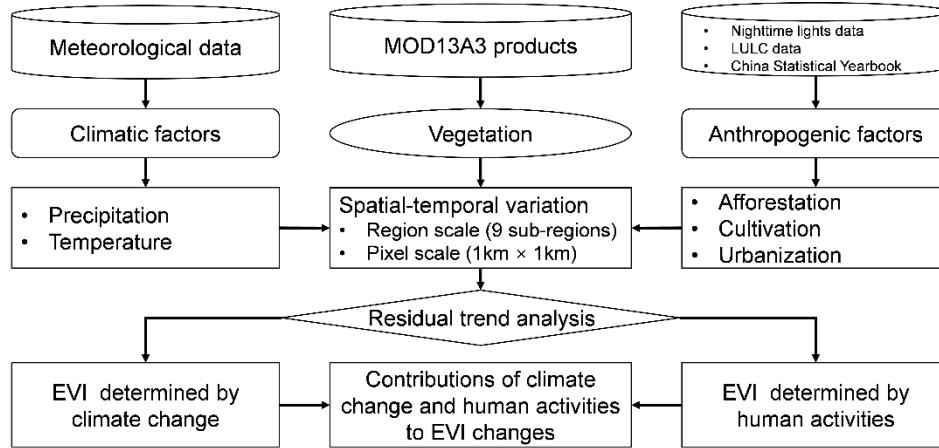 Meteorological data
MOD13A3 products
• Nighttime lights data
• LULC data
• China Statistical Yearbook
Climatic factors
Vegetation
Anthropogenic factors
• Precipitation
• Temperature
Spatial-temporal variation
• Region scale (9 sub-regions)
• Pixel scale (1km × 1km)
• Afforestation
• Cultivation
• Urbanization
Residual trend analysis
EVI determined by
climate change
Contributions of climate
change and human activities
to EVI changes
EVI determined by
human activities